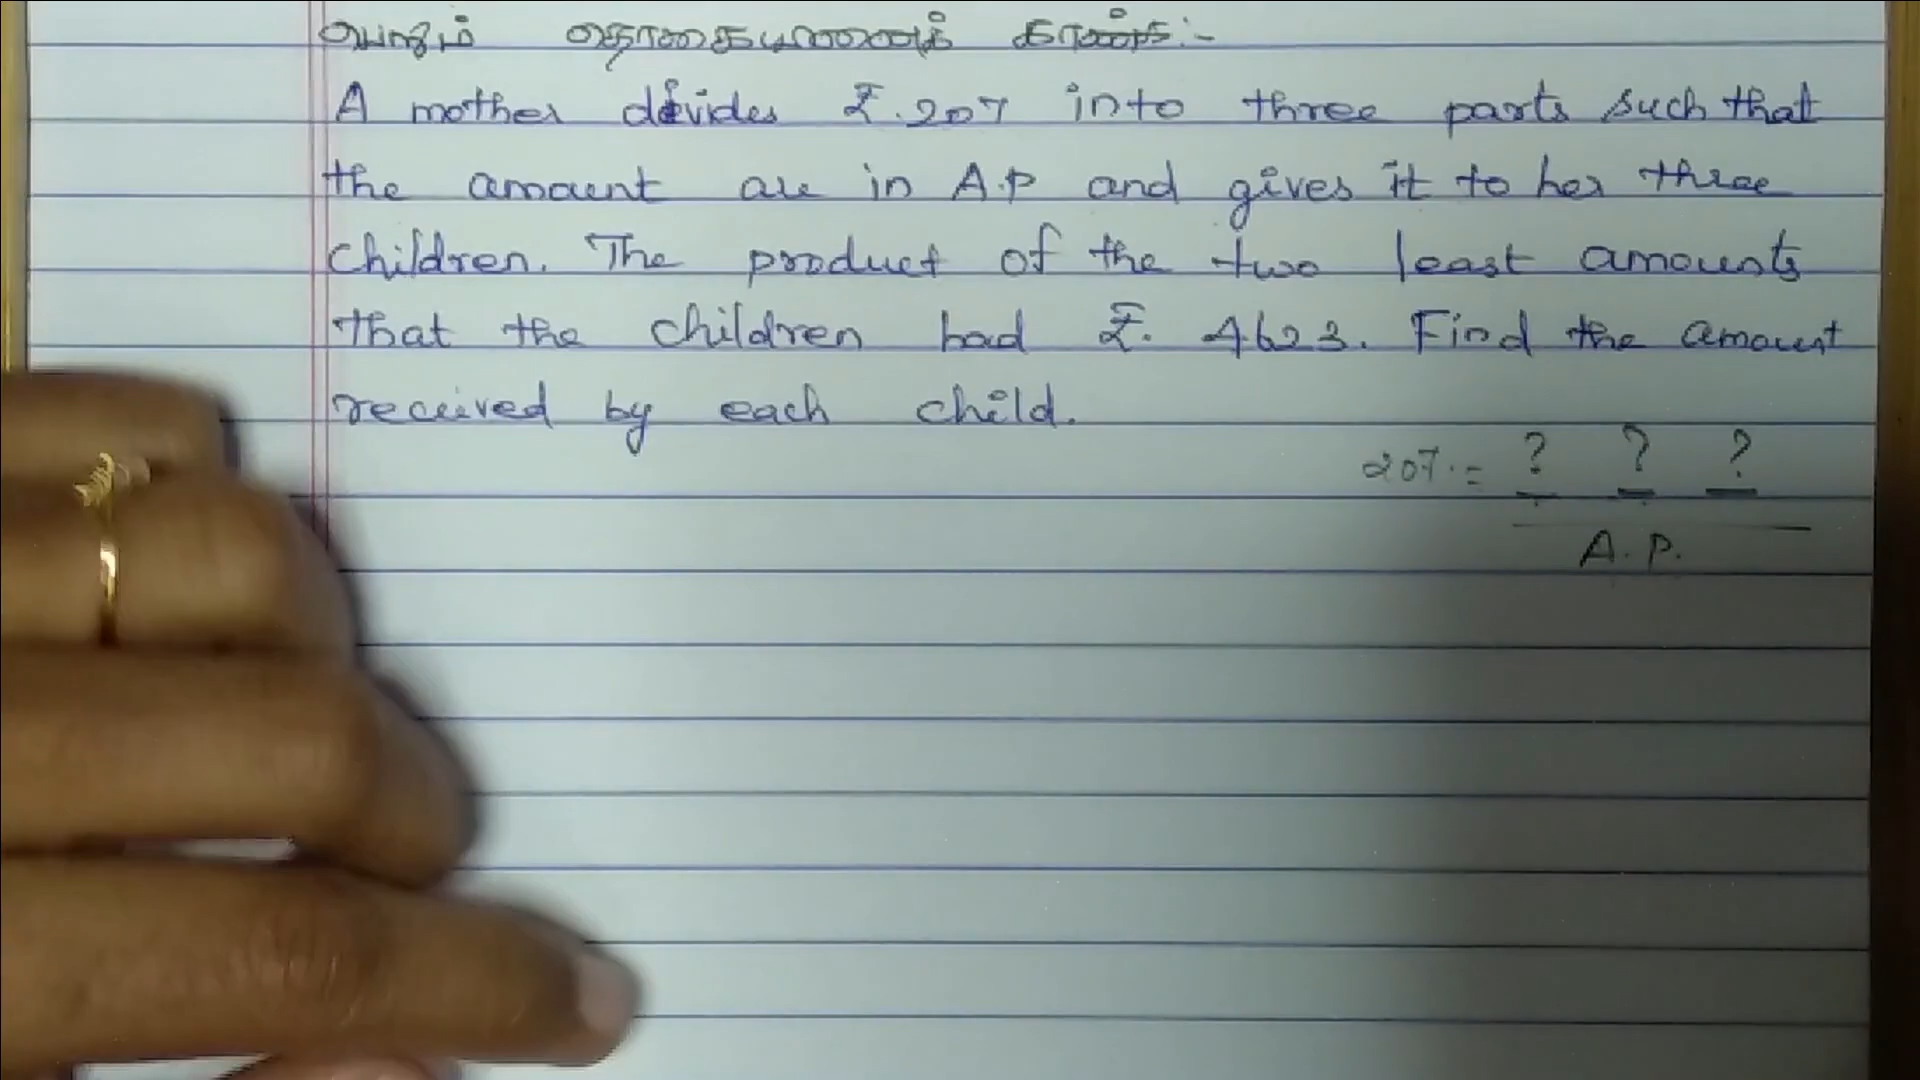 பெறும் தொகையினைக் காண்க:-
A mother divides ₹.207 into three parts such that
the amount are in A.P and gives it to her three
children. The product of the two least amounts
that the children had ₹. 4623. Find the amount
received by each child.
207.= ? ? ?
A.P.